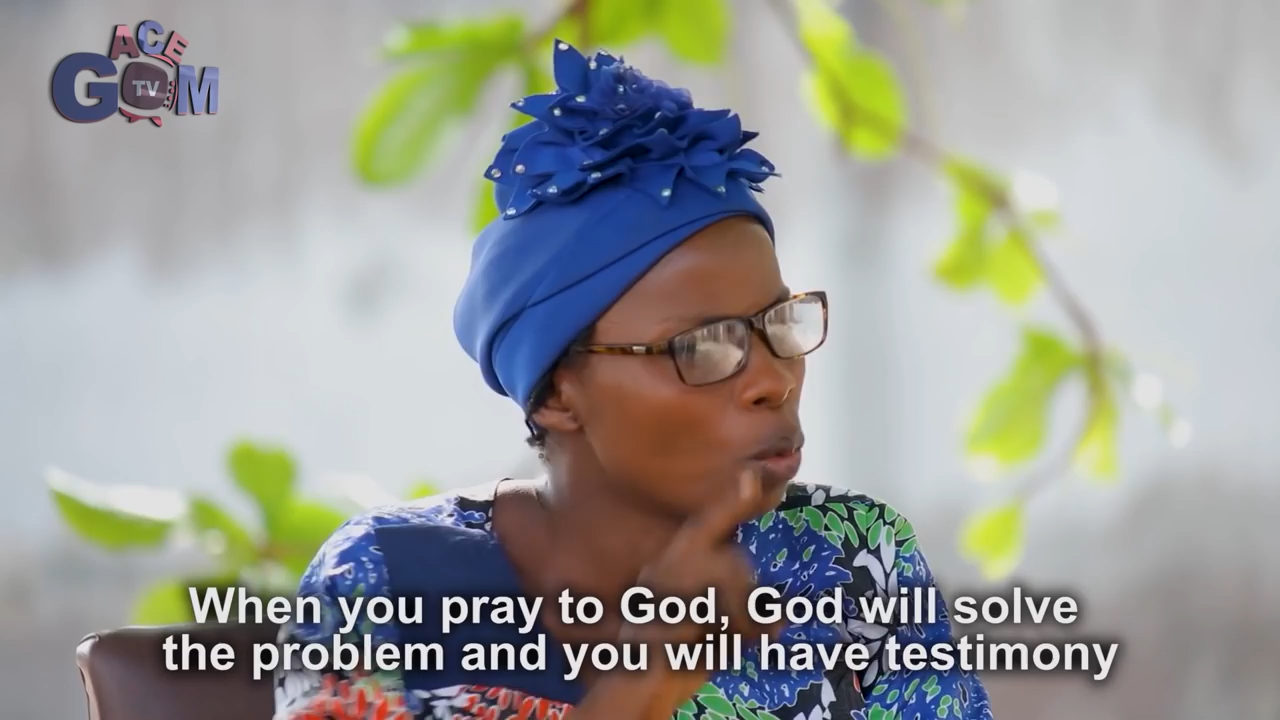 ACE
GOM
TV
When you pray to God, God will solve
the problem and you will have testimony